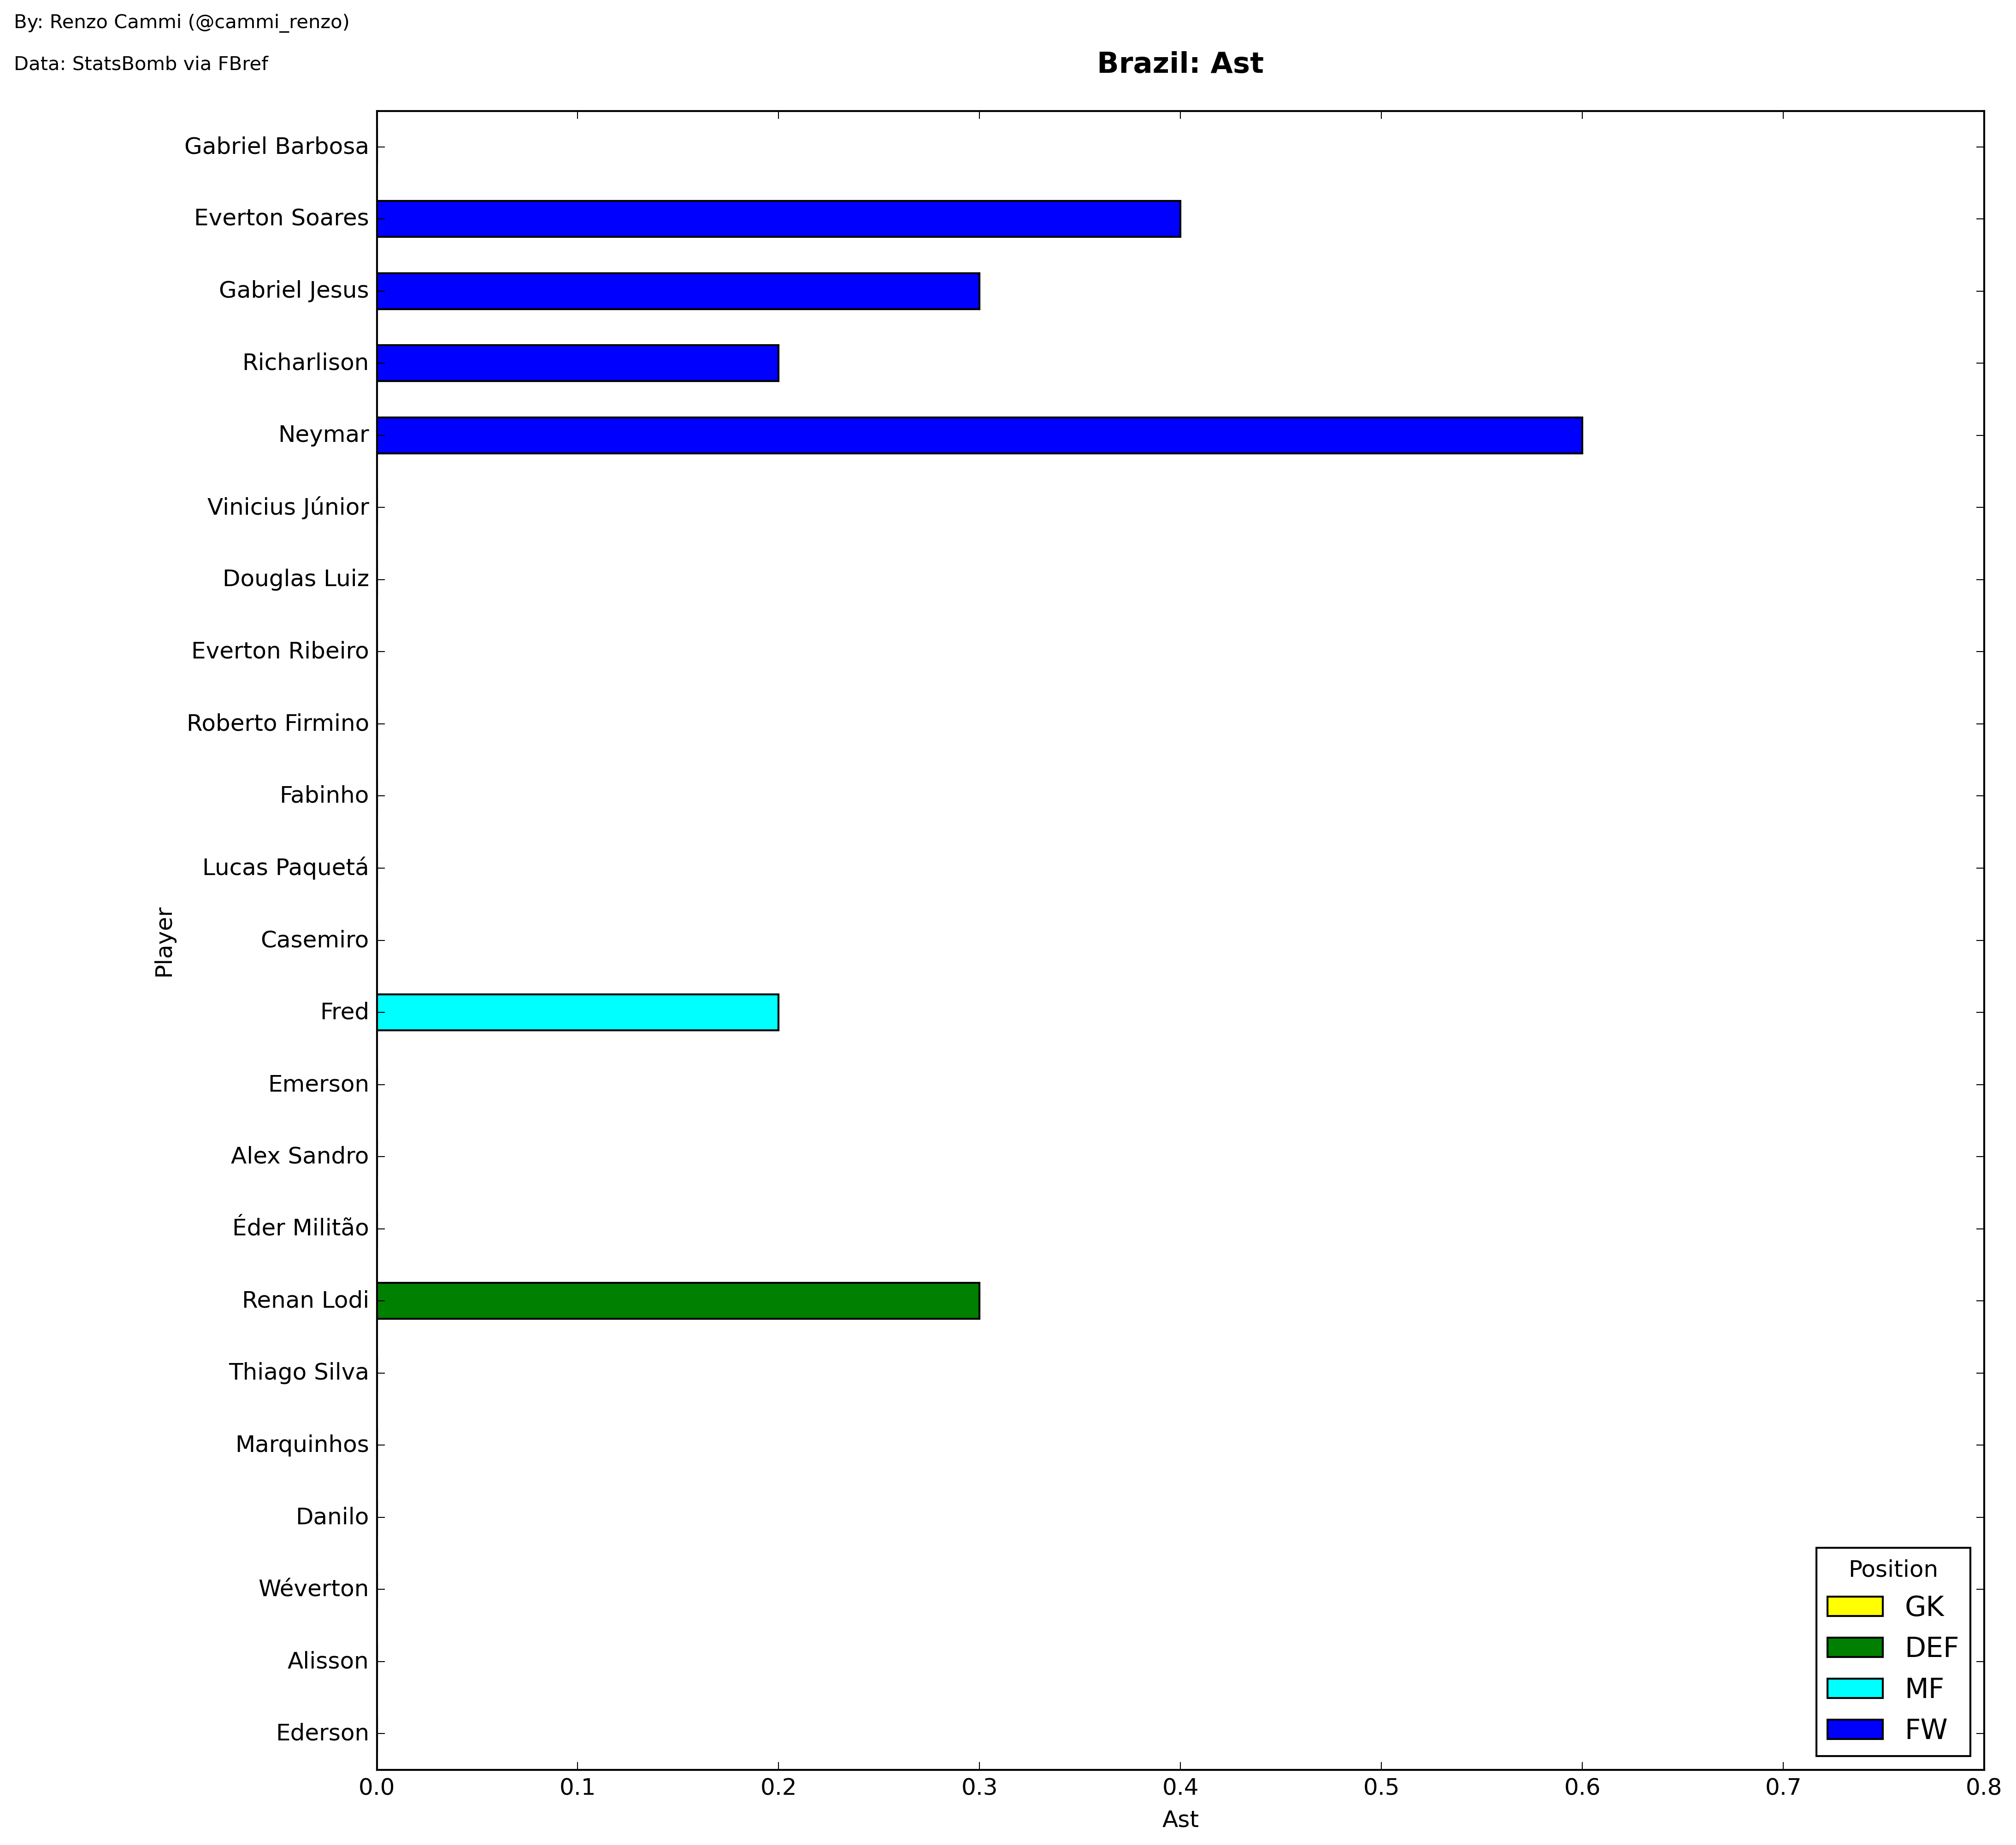 By: Renzo Cammi (@cammi_renzo)
Data: StatsBomb via FBref
Brazil: Ast
Gabriel Barbosa
Everton Soares
Gabriel Jesus
Richarlison
Neymar
Vinicius Júnior
Douglas Luiz
Everton Ribeiro
Roberto Firmino
Fabinho
Lucas Paquetá
Casemiro
Fred
Emerson
Alex Sandro
Éder Militão
Renan Lodi
Thiago Silva
Marquinhos
Danilo
Wéverton
Alisson
Ederson
Player
Position
GK
DEF
MF
FW
0.0 0.1 0.2 0.3 0.4 0.5 0.6 0.7 0.8
Ast